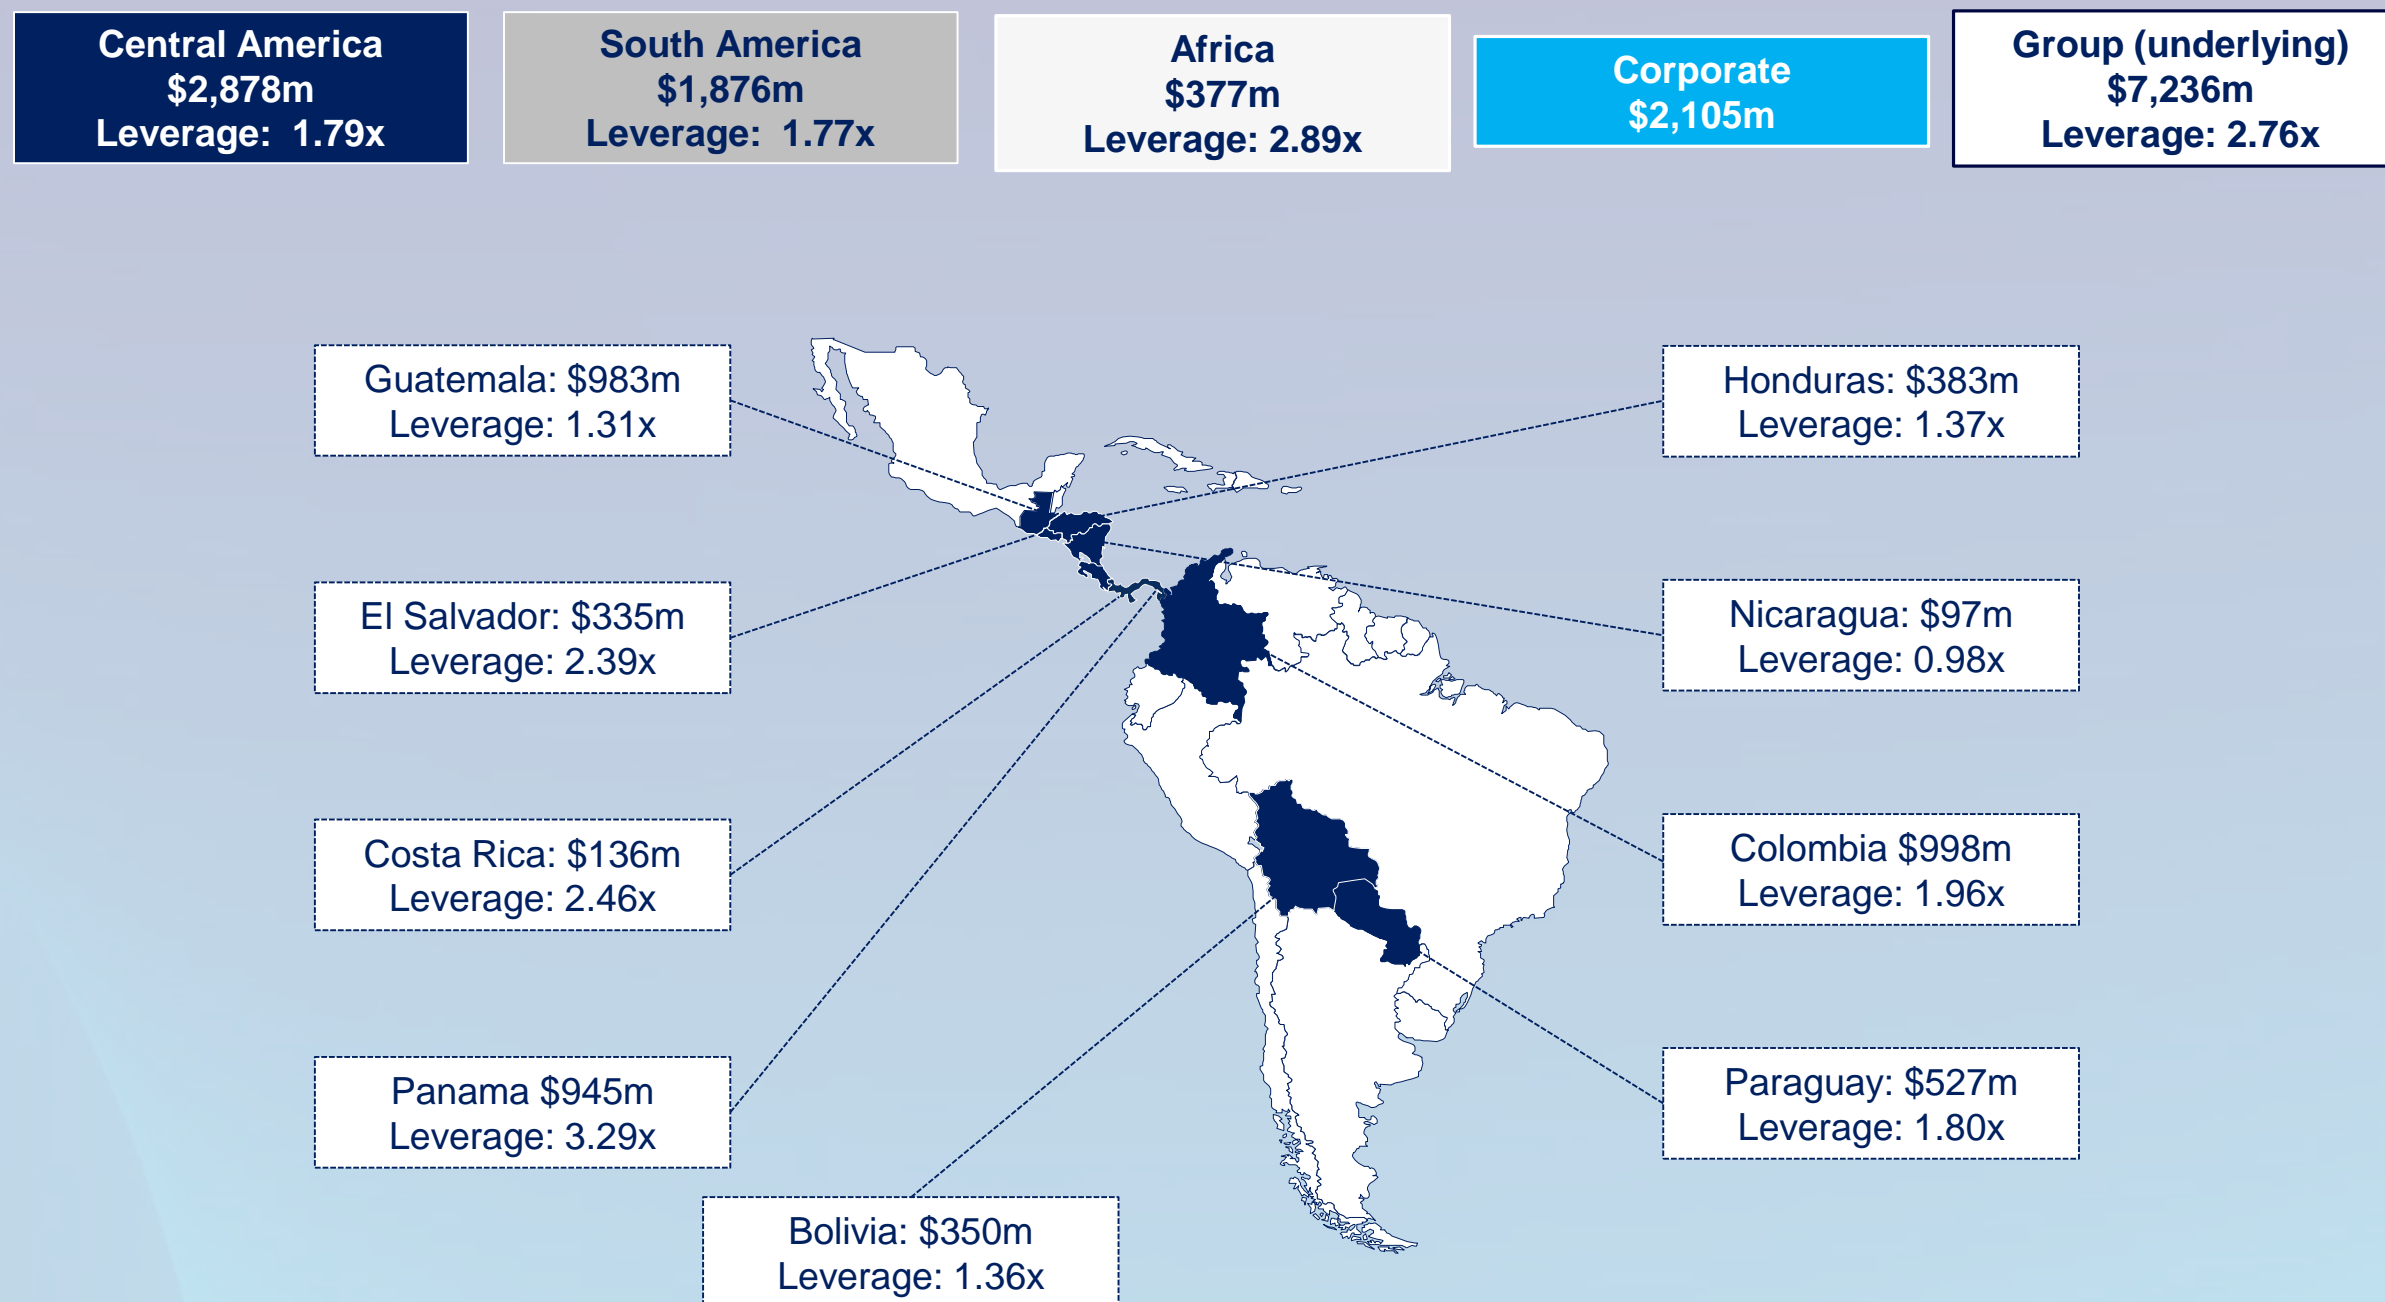 Central America
$2,878m
Leverage:  1.79x
South America
$1,876m
Leverage:  1.77x
Africa
$377m
Leverage: 2.89x
Corporate
$2,105m
Group (underlying)
$7,236m
Leverage: 2.76x
Guatemala: $983m
Leverage: 1.31x
Honduras: $383m
Leverage: 1.37x
El Salvador: $335m
Leverage: 2.39x
Nicaragua: $97m
Leverage: 0.98x
Costa Rica: $136m
Leverage: 2.46x
Colombia $998m
Leverage: 1.96x
Panama $945m
Leverage: 3.29x
Paraguay: $527m
Leverage: 1.80x
Bolivia: $350m
Leverage: 1.36x